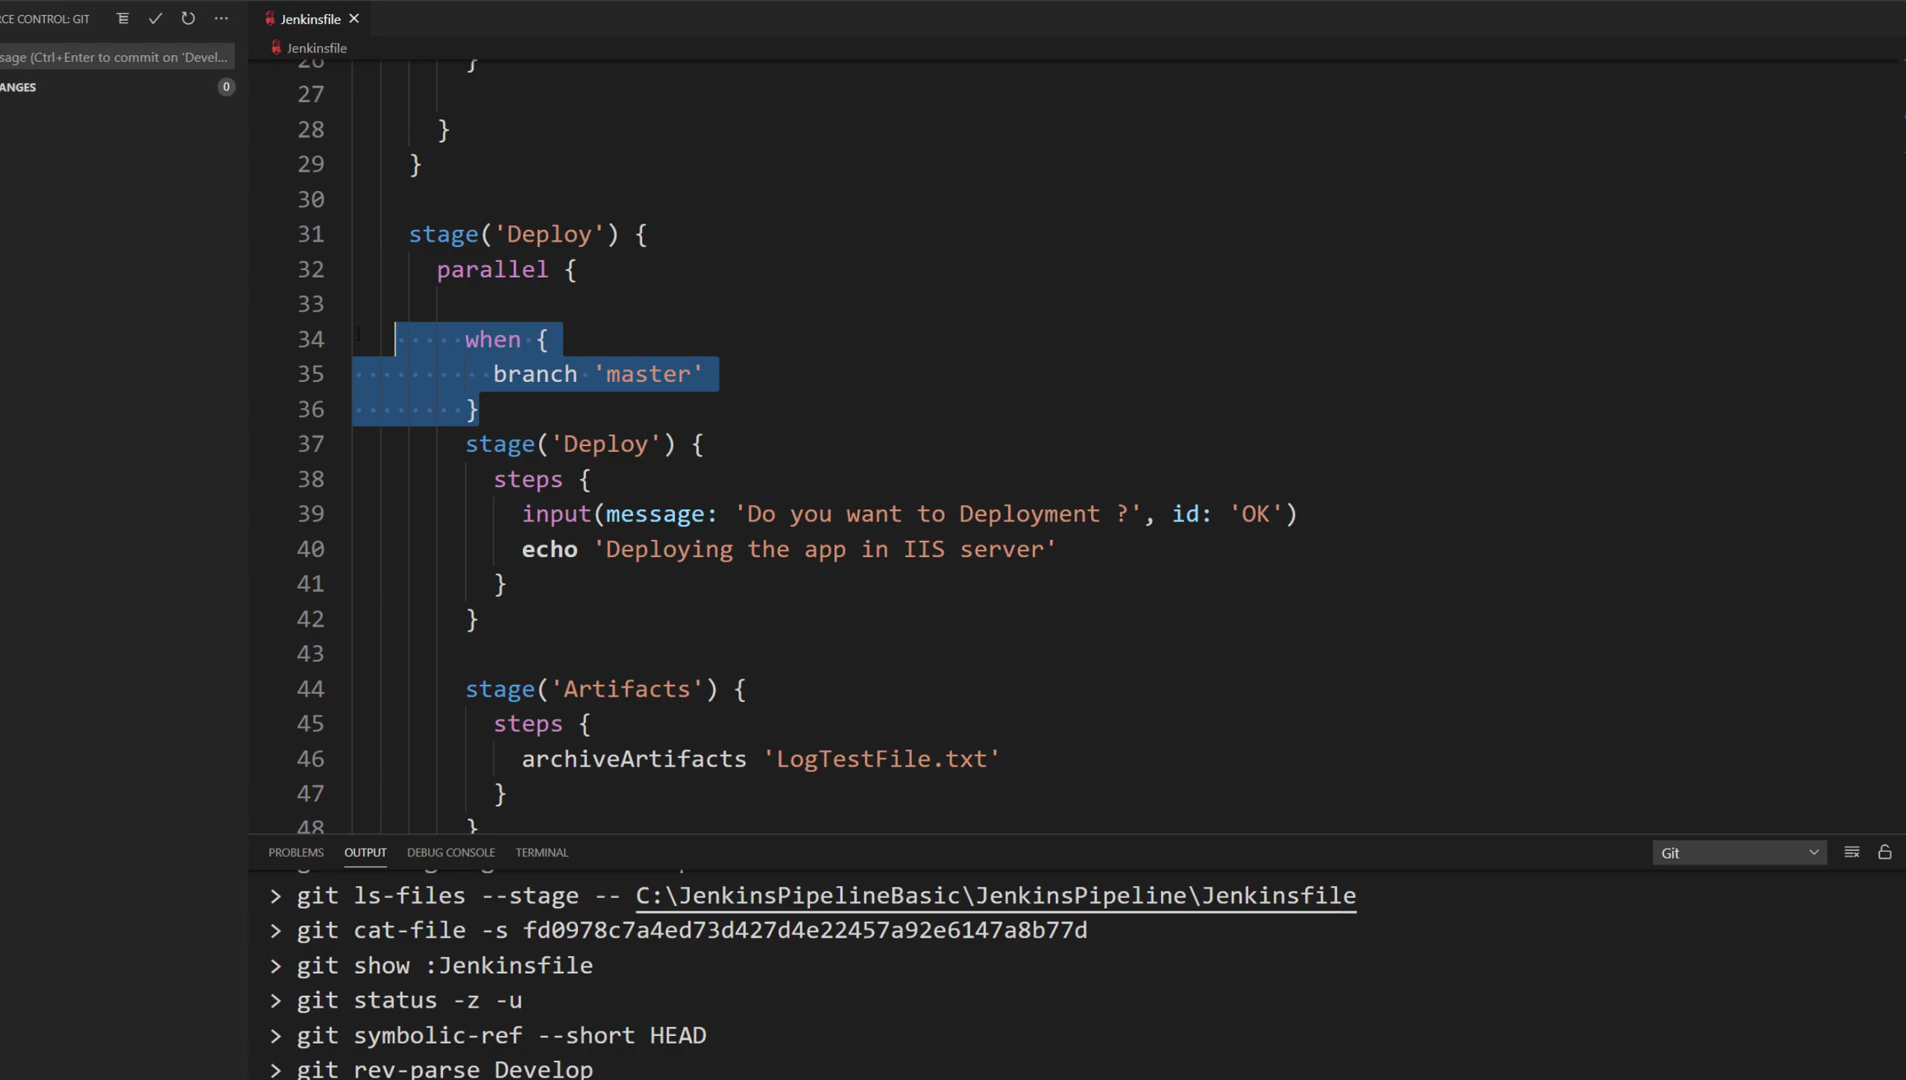 RCE CONTROL: GIT
sage (Ctrl+Enter to commit on 'Devel...
ANGES
0
Jenkinsfile
Jenkinsfile
26 }
27
28 }
29 }
30
31 stage('Deploy') {
32 parallel {
33
34 when {
35 branch 'master'
36 }
37 stage('Deploy') {
38 steps {
39 input(message: 'Do you want to Deployment ?', id: 'OK')
40 echo 'Deploying the app in IIS server'
41 }
42 }
43
44 stage('Artifacts') {
45 steps {
46 archiveArtifacts 'LogTestFile.txt'
47 }
48 }
PROBLEMS OUTPUT DEBUG CONSOLE TERMINAL
Git
> git ls-files --stage -- C:\JenkinsPipelineBasic\JenkinsPipeline\Jenkinsfile
> git cat-file -s fd0978c7a4ed73d427d4e22457a92e6147a8b77d
> git show :Jenkinsfile
> git status -z -u
> git symbolic-ref --short HEAD
> git rev-parse Develop